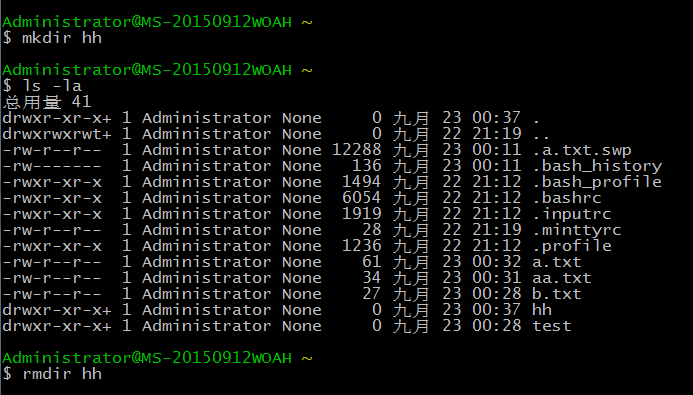 Administrator@MS-20150912WOAH ~
$ mkdir hh
Administrator@MS-20150912WOAH ~
$ ls -la
总用量 41
drwxr-xr-x+ 1 Administrator None     0 九月 23 00:37 .
drwxrwxrwt+ 1 Administrator None     0 九月 22 21:19 ..
-rw-r--r--  1 Administrator None 12288 九月 23 00:11 .a.txt.swp
-rw-------  1 Administrator None   136 九月 23 00:11 .bash_history
-rwxr-xr-x  1 Administrator None  1494 九月 22 21:12 .bash_profile
-rwxr-xr-x  1 Administrator None  6054 九月 22 21:12 .bashrc
-rwxr-xr-x  1 Administrator None  1919 九月 22 21:12 .inputrc
-rw-r--r--  1 Administrator None    28 九月 22 21:19 .minttyrc
-rwxr-xr-x  1 Administrator None  1236 九月 22 21:12 .profile
-rw-r--r--  1 Administrator None    61 九月 23 00:32 a.txt
-rw-r--r--  1 Administrator None    34 九月 23 00:31 aa.txt
-rw-r--r--  1 Administrator None    27 九月 23 00:28 b.txt
drwxr-xr-x+ 1 Administrator None     0 九月 23 00:37 hh
drwxr-xr-x+ 1 Administrator None     0 九月 23 00:28 test
Administrator@MS-20150912WOAH ~
$ rmdir hh